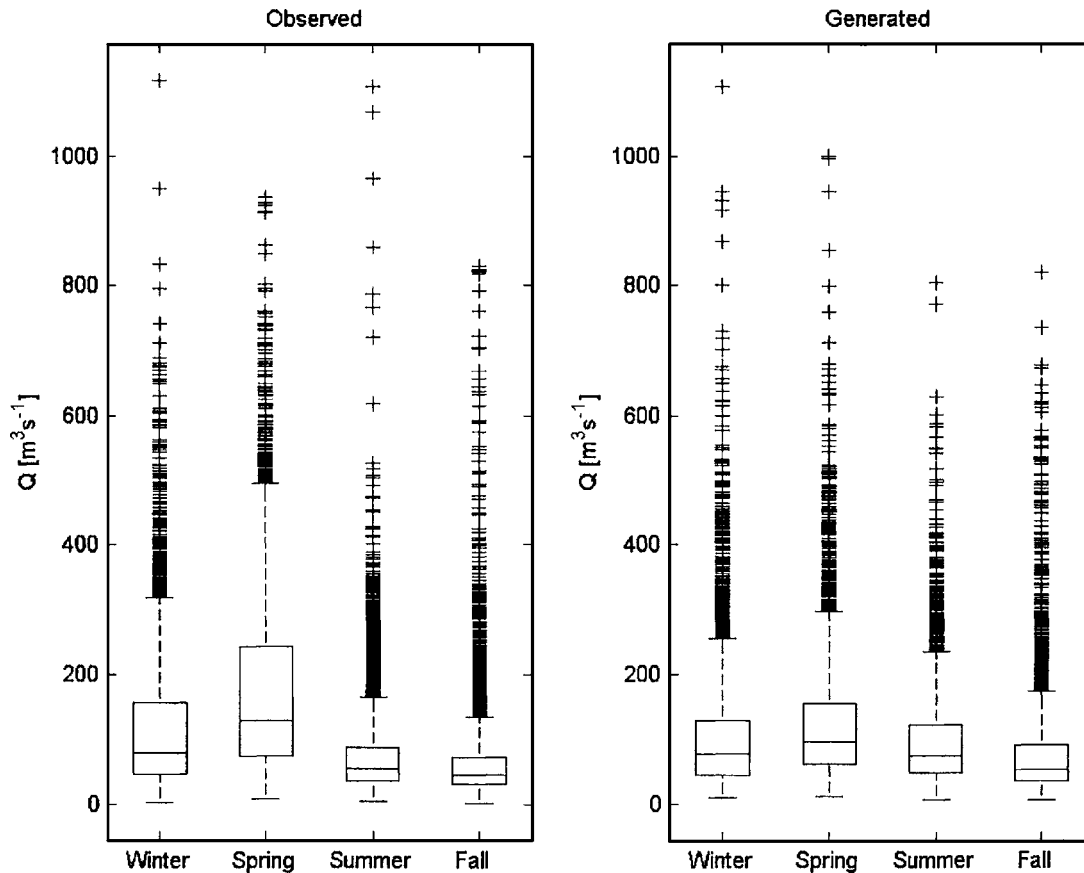 Observed
Q [m³s⁻¹]
1000
800
600
400
200
0
Winter Spring Summer Fall
Generated
Q [m³s⁻¹]
1000
800
600
400
200
0
Winter Spring Summer Fall